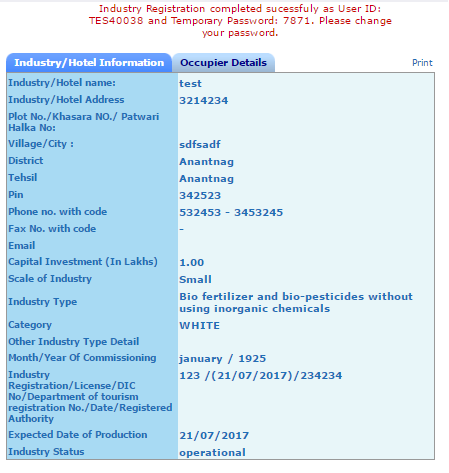 Industry Registration completed sucessfuly as User ID:
TES40038 and Temporary Password: 7871. Please change
your password.
Industry/Hotel Information Occupier Details Print
Industry/Hotel name: test
Industry/Hotel Address 3214234
Plot No./Khasara NO./ Patwari
Halka No:
Village/City : sdfsadf
District Anantnag
Tehsil Anantnag
Pin 342523
Phone no. with code 532453 - 3453245
Fax No. with code -
Email
Capital Investment (In Lakhs) 1.00
Scale of Industry Small
Industry Type Bio fertilizer and bio-pesticides without
using inorganic chemicals
Category WHITE
Other Industry Type Detail
Month/Year Of Commissioning january / 1925
Industry 123 /(21/07/2017)/234234
Registration/License/DIC
No/Department of tourism
registration No./Date/Registered
Authority
Expected Date of Production 21/07/2017
Industry Status operational